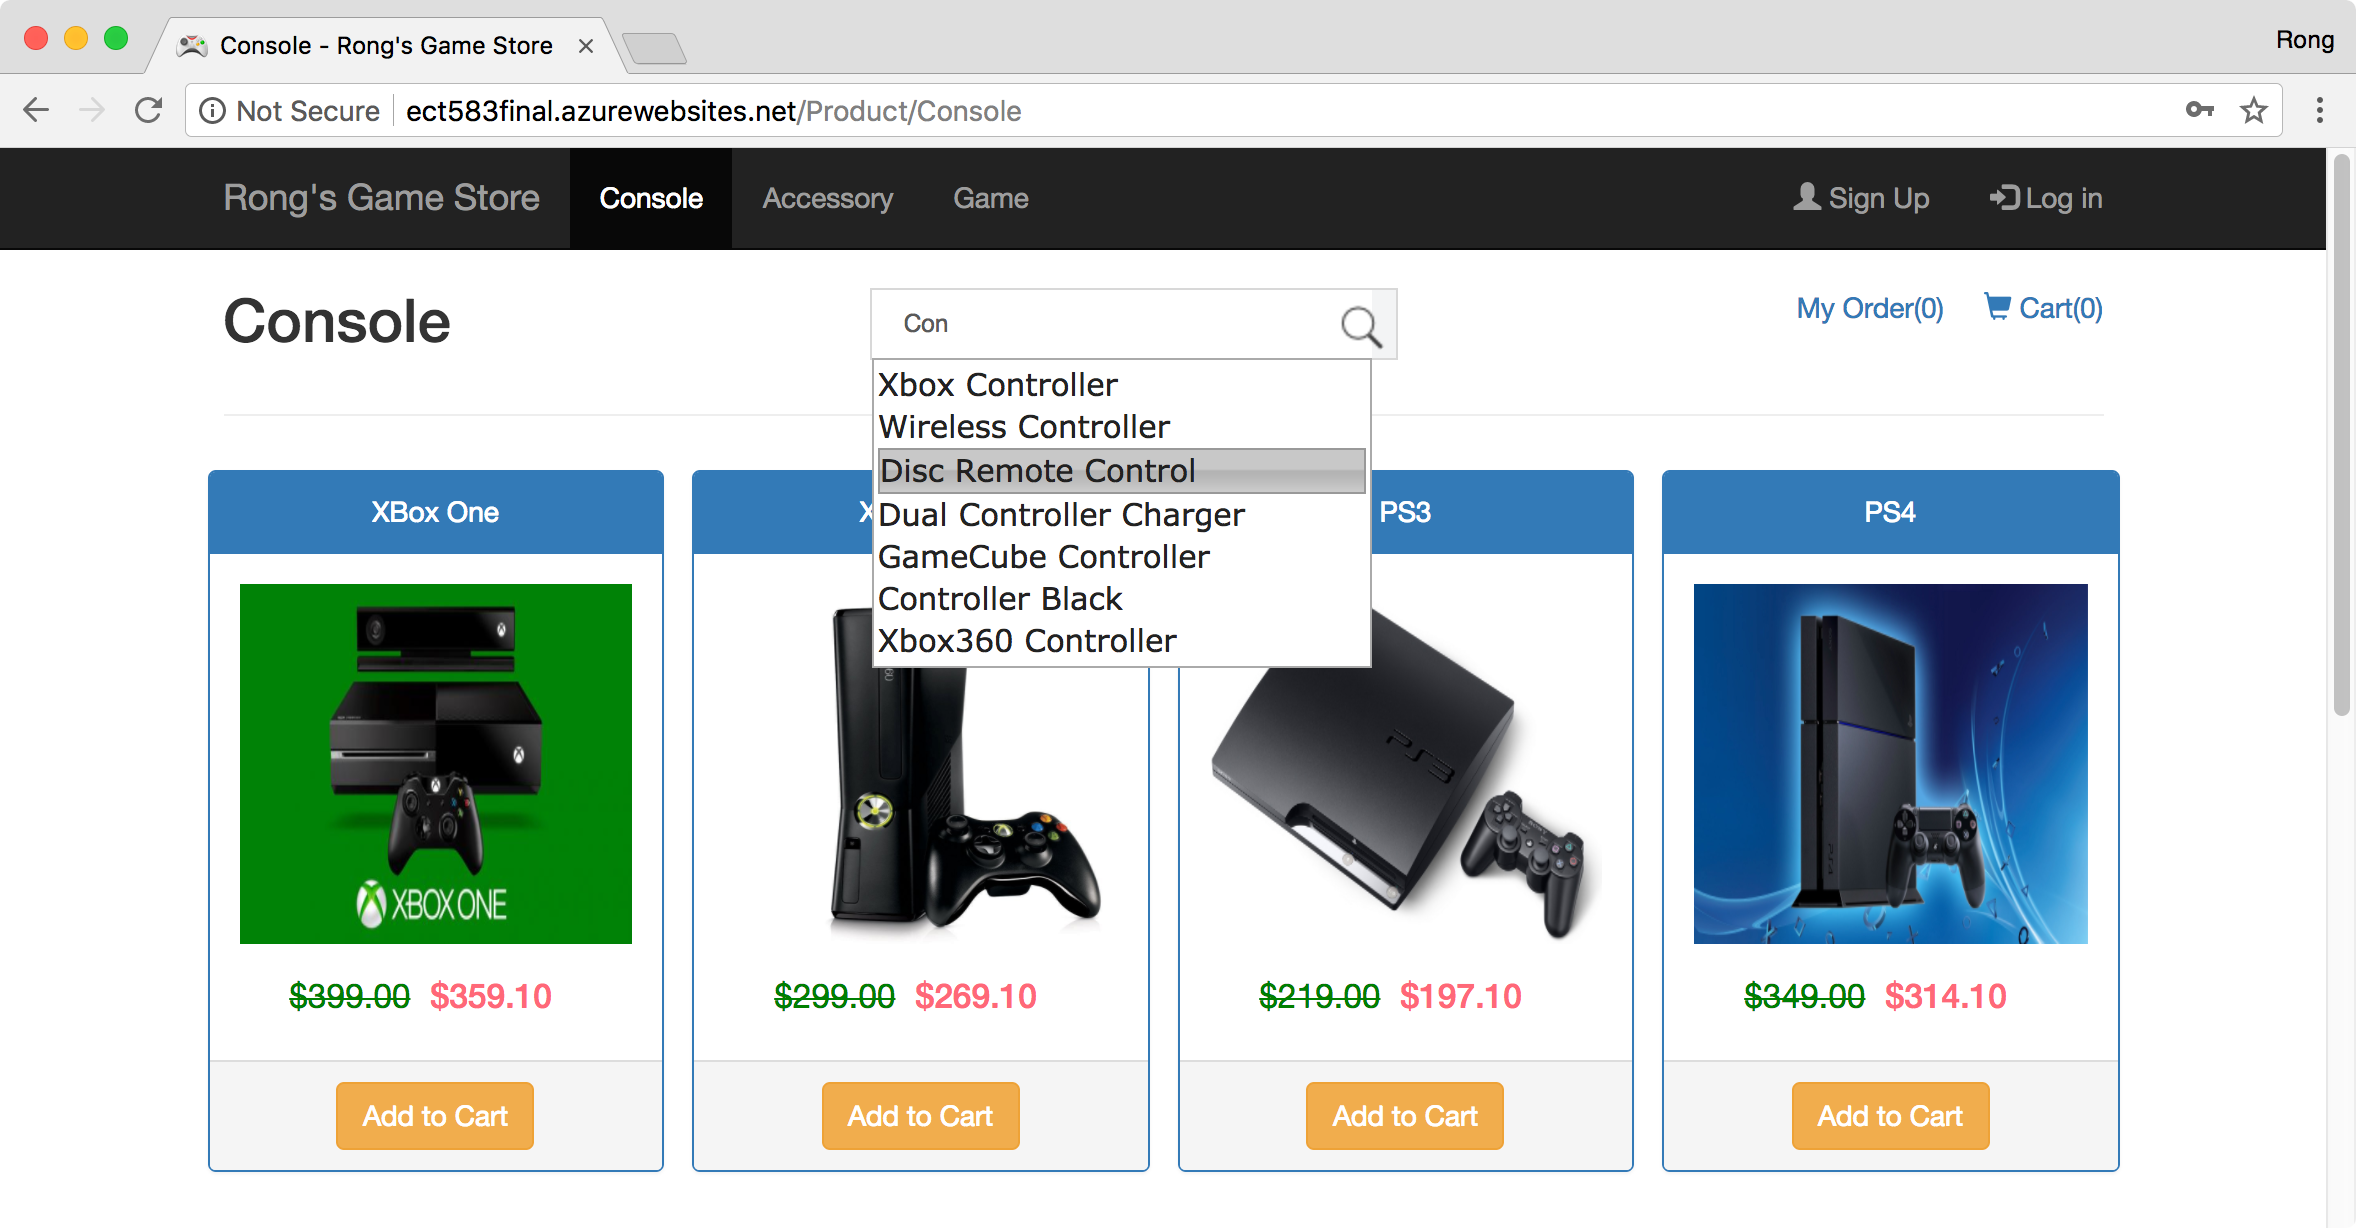 Console - Rong's Game Store
Rong
Not Secure ect583final.azurewebsites.net/Product/Console
Rong's Game Store Console Accessory Game Sign Up Log in
Console
Con
My Order(0) Cart(0)
Xbox Controller
Wireless Controller
Disc Remote Control
Dual Controller Charger
GameCube Controller
Controller Black
Xbox360 Controller
XBox One
X
PS3
PS4
XBOX ONE
PS3
PS4
$399.00 $359.10
$299.00 $269.10
$219.00 $197.10
$349.00 $314.10
Add to Cart
Add to Cart
Add to Cart
Add to Cart